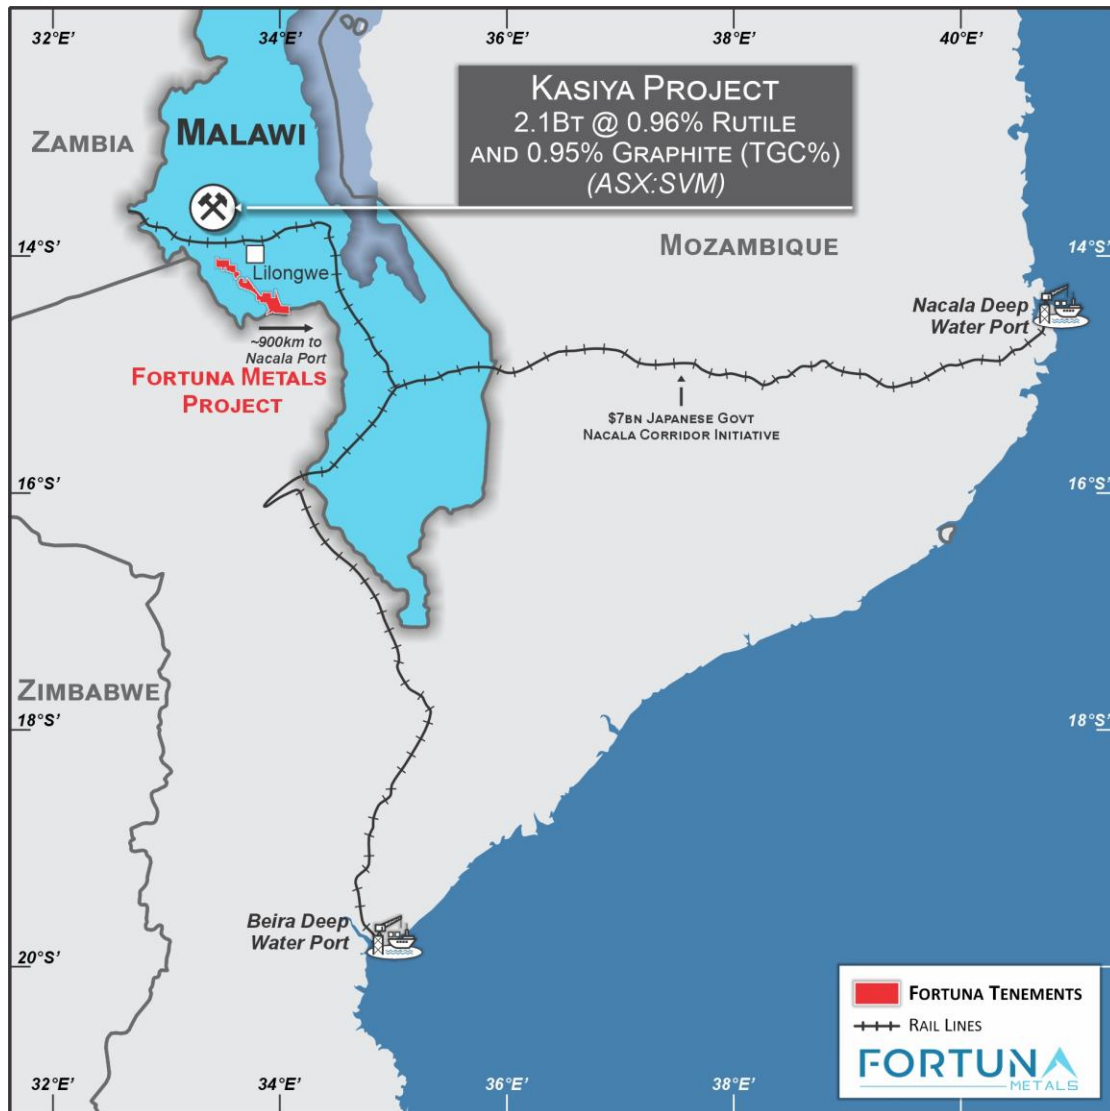 32°E'
34°E'
36°E'
38°E'
40°E'
KASIYA PROJECT
2.1BT @ 0.96% RUTILE
AND 0.95% GRAPHITE (TGC%)
(ASX:SVM)
ZAMBIA
MALAWI
MOZAMBIQUE
14°S'
14°S'
Lilongwe
Nacala Deep
Water Port
~900km to
Nacala Port
FORTUNA METALS
PROJECT
$7BN JAPANESE GOVT
NACALA CORRIDOR INITIATIVE
16°S'
16°S'
ZIMBABWE
18°S'
18°S'
Beira Deep
Water Port
20°S'
FORTUNA TENEMENTS
RAIL LINES
FORTUNA
METALS
32°E'
34°E'
36°E'
38°E'